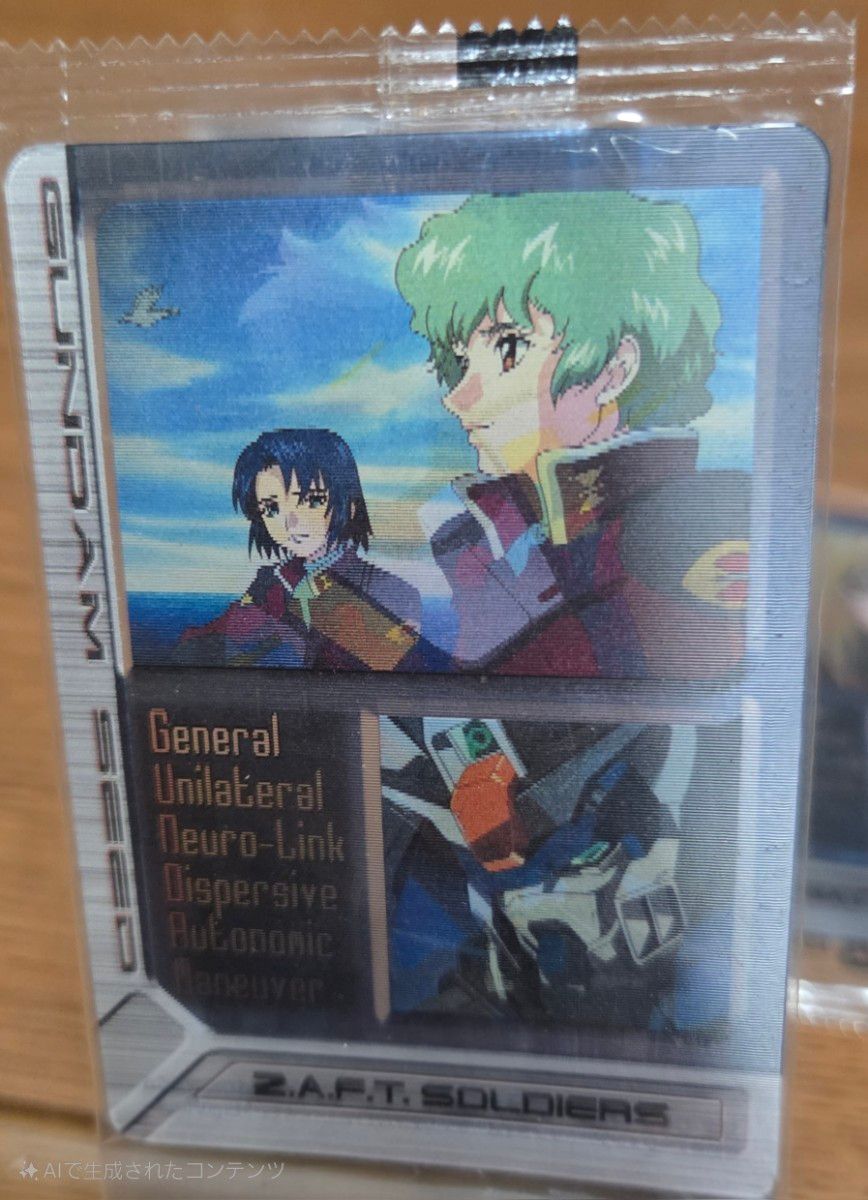 GUNDAM SEED
General
Unilateral
Neuro-Link
Dispersive
Autonomic
Maneuver
Z.A.F.T. SOLDIERS
AIで生成されたコンテンツ